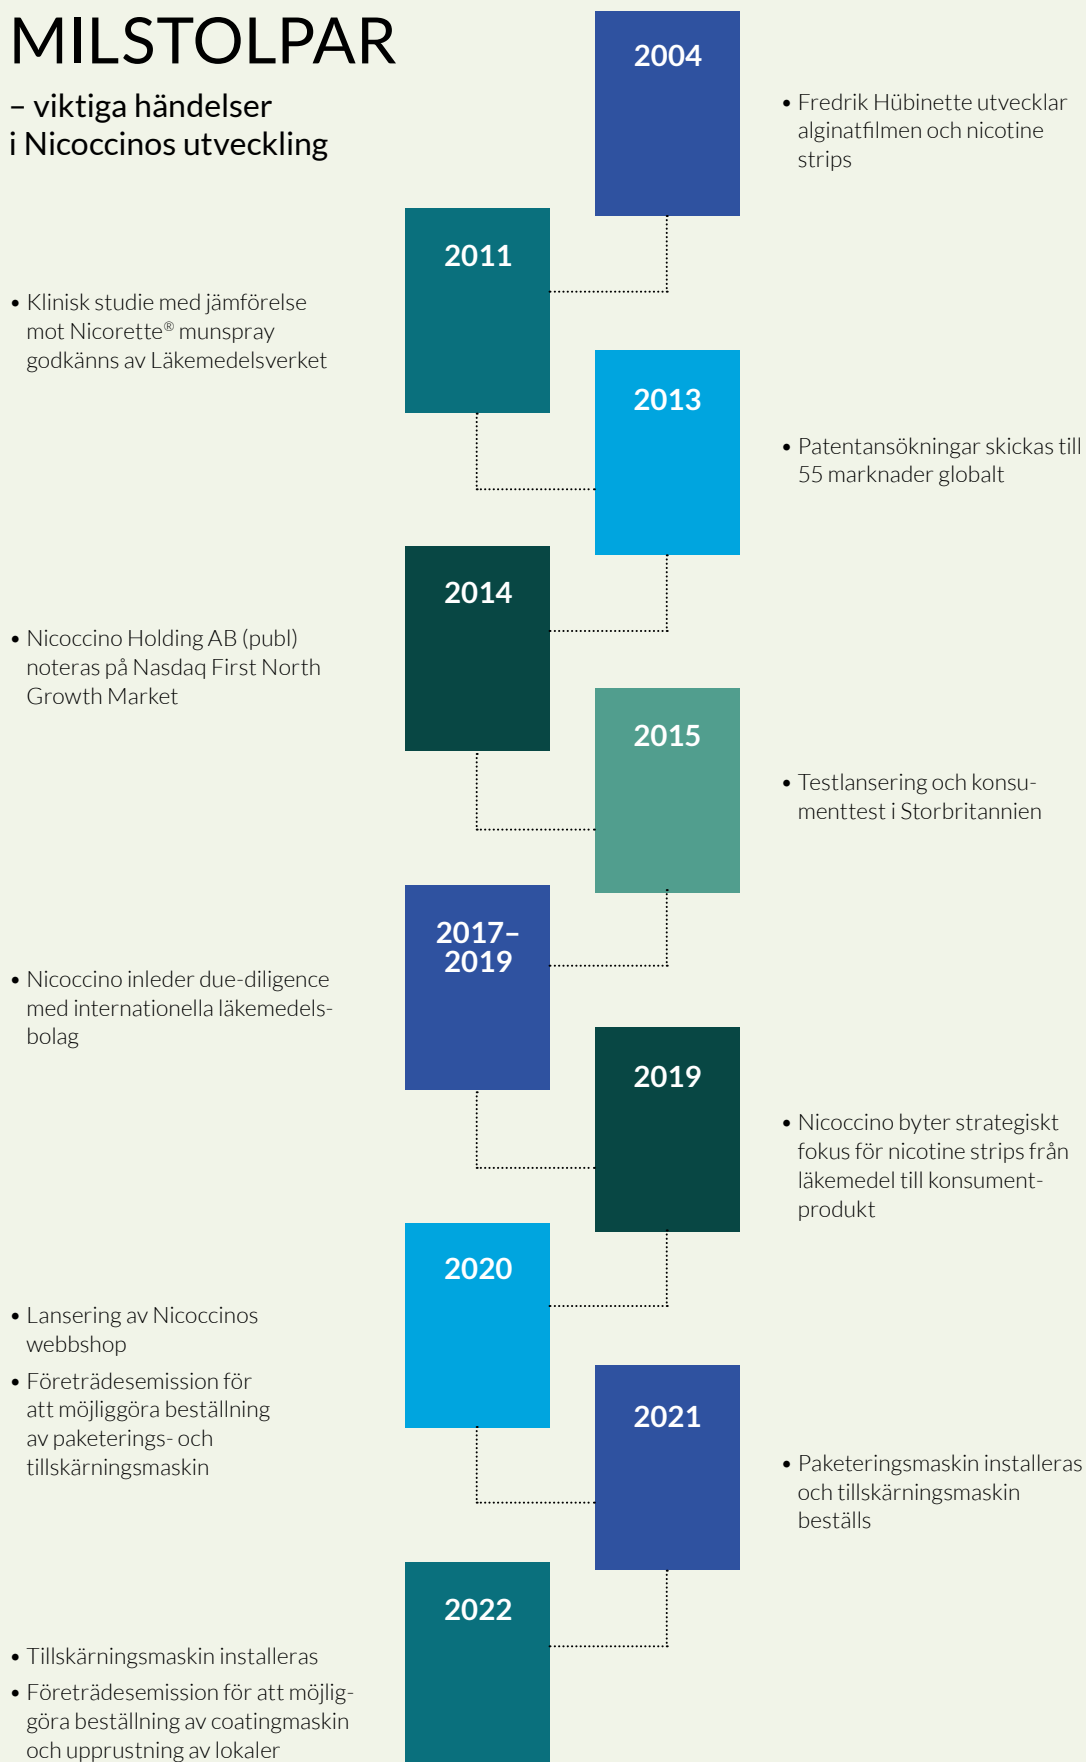 MILSTOLPAR
– viktiga händelser
i Nicoccinos utveckling
2004
• Fredrik Hübinette utvecklar
alginatfilmen och nicotine
strips
2011
• Klinisk studie med jämförelse
mot Nicorette® munspray
godkänns av Läkemedelsverket
2013
• Patentansökningar skickas till
55 marknader globalt
2014
• Nicoccino Holding AB (publ)
noteras på Nasdaq First North
Growth Market
2015
• Testlansering och konsu-
menttest i Storbritannien
2017–
2019
• Nicoccino inleder due-diligence
med internationella läkemedels-
bolag
2019
• Nicoccino byter strategiskt
fokus för nicotine strips från
läkemedel till konsument-
produkt
2020
• Lansering av Nicoccinos
webbshop
• Företrädesemission för
att möjliggöra beställning
av paketerings- och
tillskärningsmaskin
2021
• Paketeringsmaskin installeras
och tillskärningsmaskin
beställs
2022
• Tillskärningsmaskin installeras
• Företrädesemission för att möjlig-
göra beställning av coatingmaskin
och upprustning av lokaler